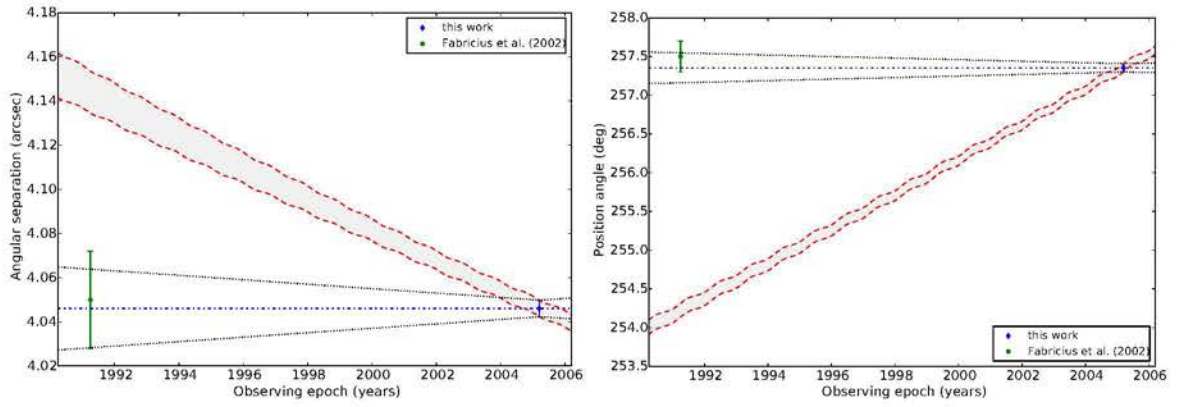 4.18
4.16
4.14
4.12
4.10
4.08
4.06
4.04
4.02
Angular separation (arcsec)
this work
Fabricius et al. (2002)
1992 1994 1996 1998 2000 2002 2004 2006
Observing epoch (years)
258.0
257.5
257.0
256.5
256.0
255.5
255.0
254.5
254.0
253.5
Position angle (deg)
this work
Fabricius et al. (2002)
1992 1994 1996 1998 2000 2002 2004 2006
Observing epoch (years)